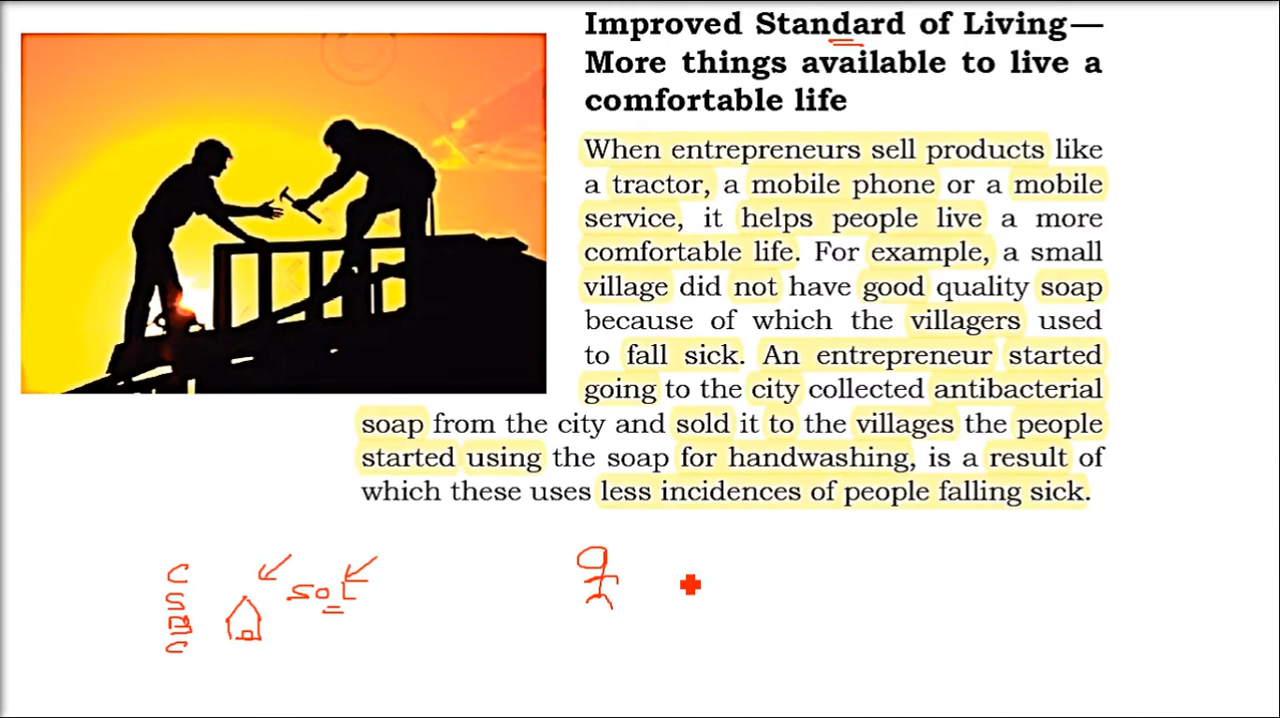 Improved Standard of Living—
More things available to live a
comfortable life
When entrepreneurs sell products like
a tractor, a mobile phone or a mobile
service, it helps people live a more
comfortable life. For example, a small
village did not have good quality soap
because of which the villagers used
to fall sick. An entrepreneur started
going to the city collected antibacterial
soap from the city and sold it to the villages the people
started using the soap for handwashing, is a result of
which these uses less incidences of people falling sick.
C
S
B
C
SOL